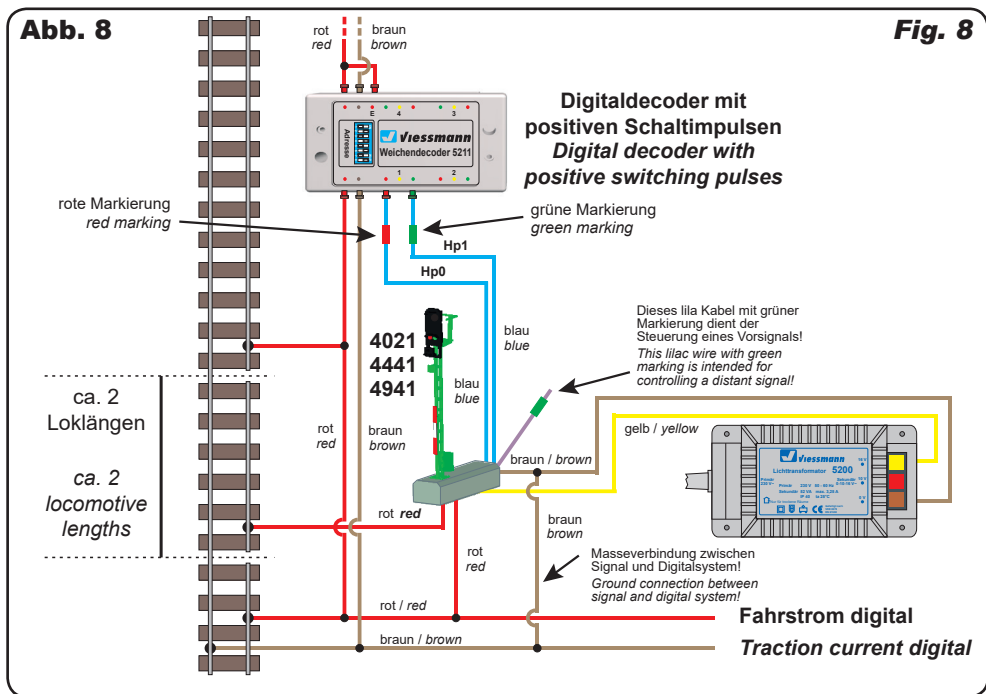 Abb. 8
Fig. 8
rot
red
braun
brown
E
4
3
Adresse
Viessmann
Weichendecoder 5211
1
2
Digitaldecoder mit
positiven Schaltimpulsen
Digital decoder with
positive switching pulses
rote Markierung
red marking
grüne Markierung
green marking
Hp1
Hp0
4021
4441
4941
blau
blue
blau
blue
Dieses lila Kabel mit grüner
Markierung dient der
Steuerung eines Vorsignals!
This lilac wire with green
marking is intended for
controlling a distant signal!
ca. 2
Loklängen
ca. 2
locomotive
lengths
rot
red
braun
brown
gelb / yellow
braun / brown
Viessmann
Lichttransformator 5200
rot red
rot
red
braun
brown
Masseverbindung zwischen
Signal und Digitalsystem!
Ground connection between
signal and digital system!
rot / red
braun / brown
Fahrstrom digital
Traction current digital